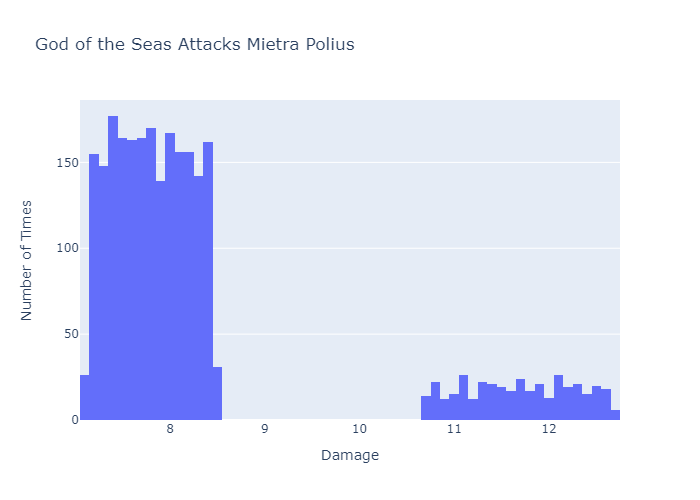 God of the Seas Attacks Mietra Polius
150
100
50
0
8 9 10 11 12
Number of Times
Damage